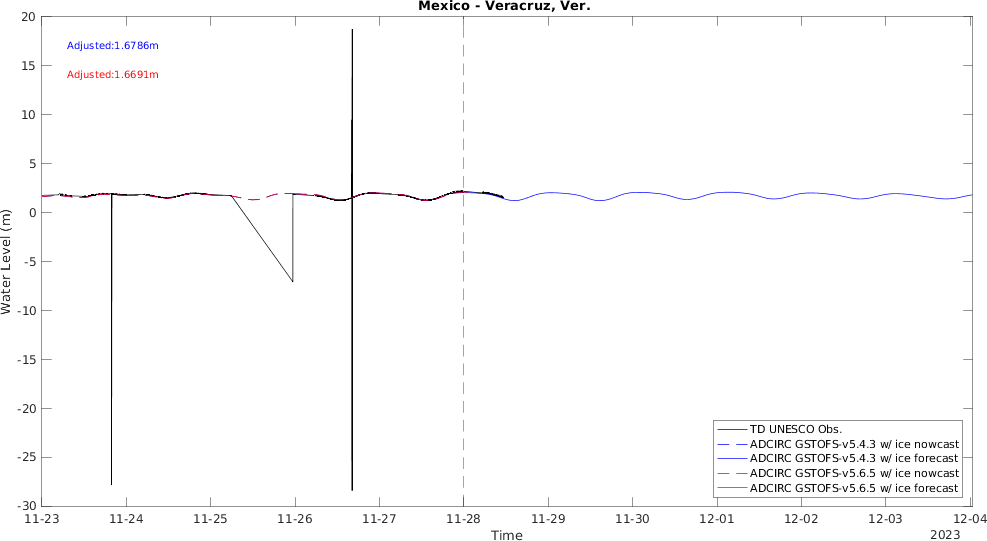 Mexico - Veracruz, Ver.
20
15
10
5
0
-5
-10
-15
-20
-25
-30
Water Level (m)
Adjusted:1.6786m
Adjusted:1.6691m
TD UNESCO Obs.
ADCIRC GSTOFS-v5.4.3 w/ ice nowcast
ADCIRC GSTOFS-v5.4.3 w/ ice forecast
ADCIRC GSTOFS-v5.6.5 w/ ice nowcast
ADCIRC GSTOFS-v5.6.5 w/ ice forecast
11-23 11-24 11-25 11-26 11-27 11-28 11-29 11-30 12-01 12-02 12-03 12-04
Time
2023